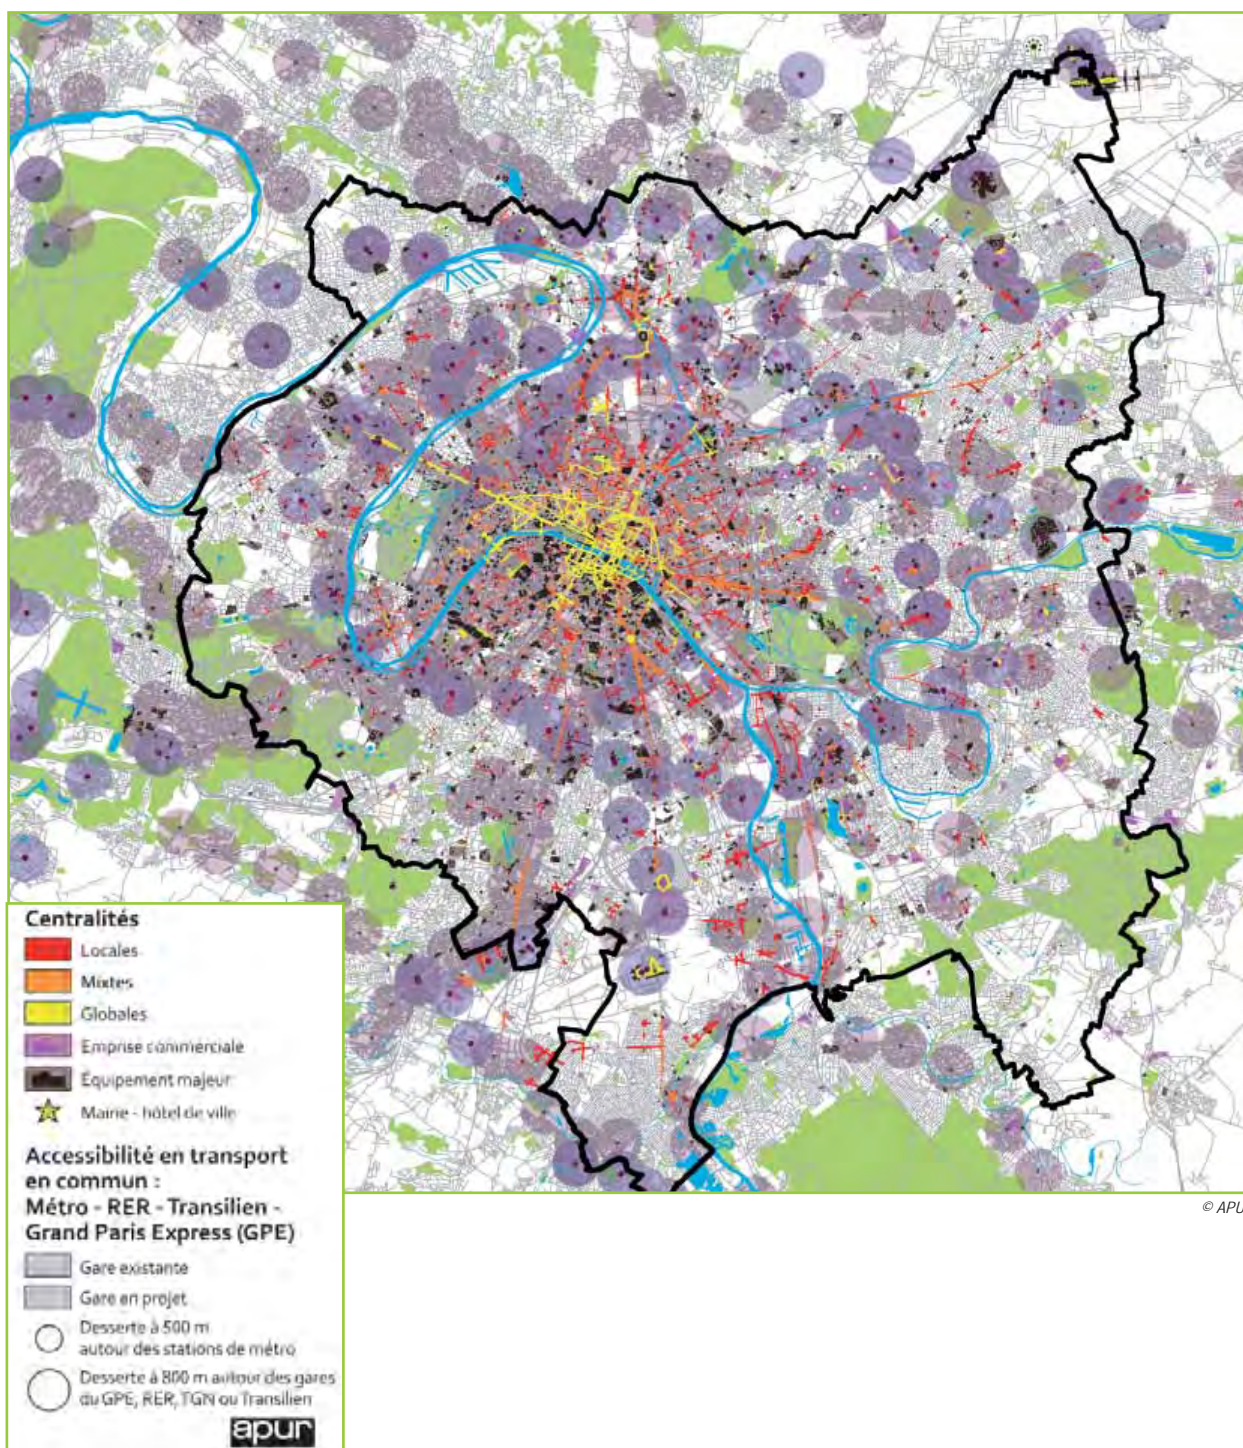 Centralités
Locales
Mixtes
Globales
Emprise commerciale
Équipement majeur
Mairie - hôtel de ville
Accessibilité en transport
en commun :
Métro - RER - Transilien -
Grand Paris Express (GPE)
Gare existante
Gare en projet
Desserte à 500 m
autour des stations de métro
Desserte à 800 m autour des gares
du GPE, RER, TGN ou Transilien
apur
© APU